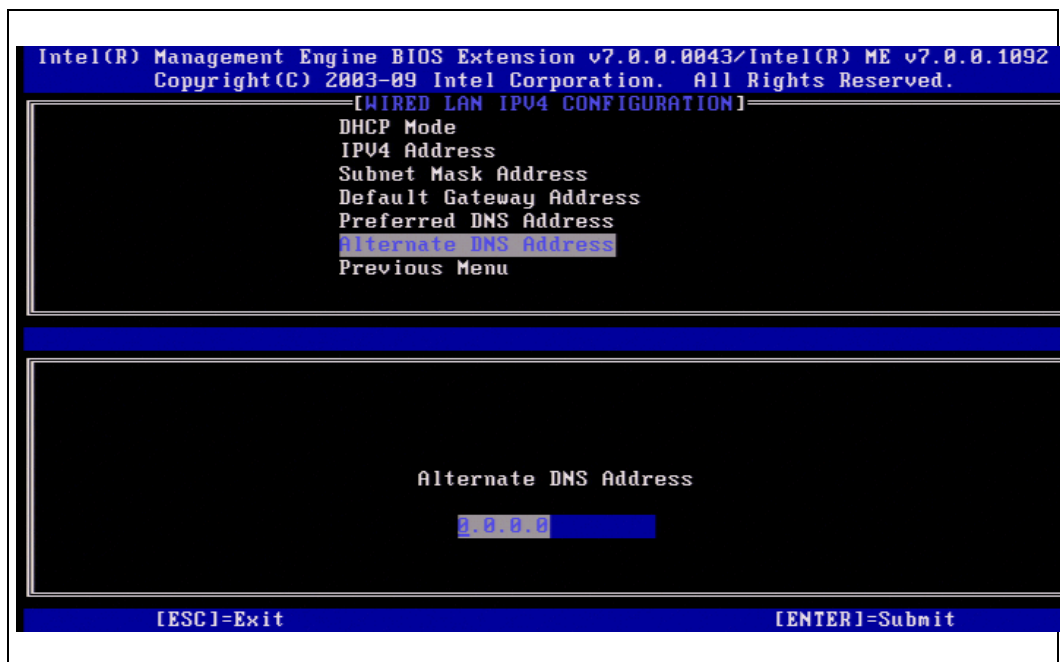 Intel(R) Management Engine BIOS Extension v7.0.0.0043/Intel(R) ME v7.0.0.1092
Copyright(C) 2003-09 Intel Corporation. All Rights Reserved.
[WIRED LAN IPV4 CONFIGURATION]
DHCP Mode
IPV4 Address
Subnet Mask Address
Default Gateway Address
Preferred DNS Address
Alternate DNS Address
Previous Menu
Alternate DNS Address
0.0.0.0
[ESC]=Exit [ENTER]=Submit